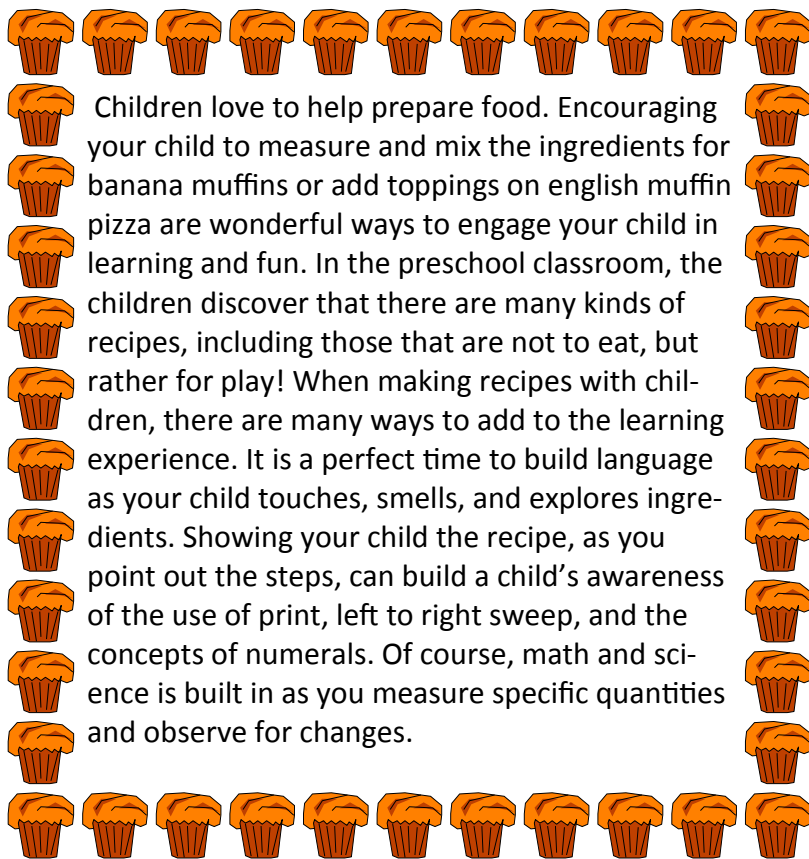 Children love to help prepare food. Encouraging
your child to measure and mix the ingredients for
banana muffins or add toppings on english muffin
pizza are wonderful ways to engage your child in
learning and fun. In the preschool classroom, the
children discover that there are many kinds of
recipes, including those that are not to eat, but
rather for play! When making recipes with chil-
dren, there are many ways to add to the learning
experience. It is a perfect time to build language
as your child touches, smells, and explores ingre-
dients. Showing your child the recipe, as you
point out the steps, can build a child’s awareness
of the use of print, left to right sweep, and the
concepts of numerals. Of course, math and sci-
ence is built in as you measure specific quantities
and observe for changes.